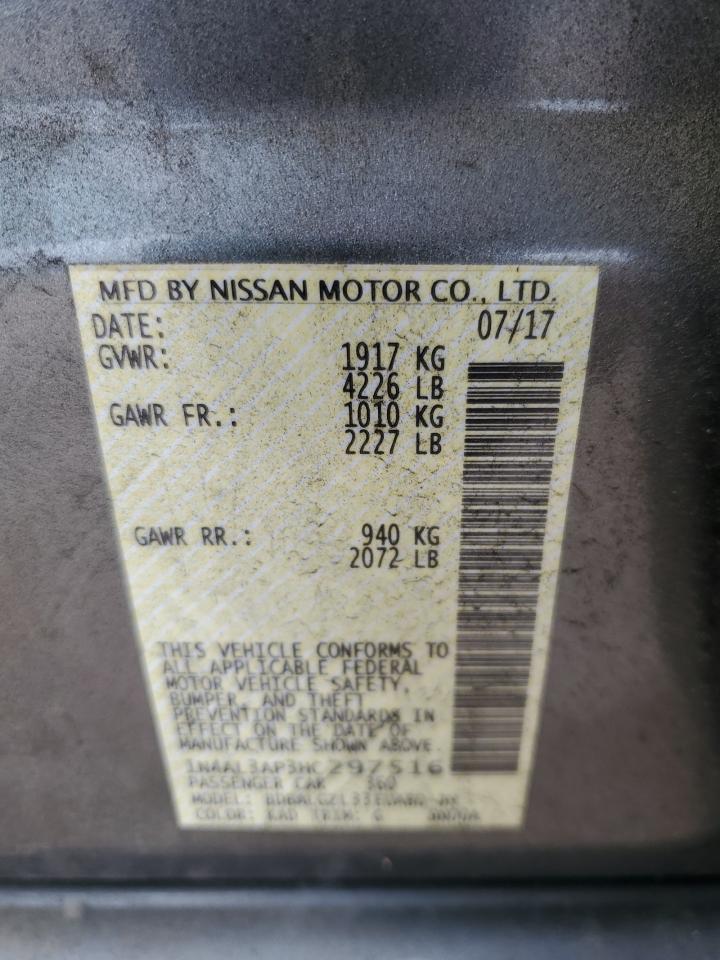 MFD BY NISSAN MOTOR CO., LTD.
DATE: 07/17
GVWR: 1917 KG
4226 LB
GAWR FR.: 1010 KG
2227 LB
GAWR RR.: 940 KG
2072 LB
THIS VEHICLE CONFORMS TO
ALL APPLICABLE FEDERAL
MOTOR VEHICLE SAFETY,
BUMPER, AND THEFT
PREVENTION STANDARDS IN
EFFECT ON THE DATE OF
MANUFACTURE SHOWN ABOVE.
1N4AL3AP3HC297516
PASSENGER CAR
MODEL:
COLOR: KAD TRIM: G